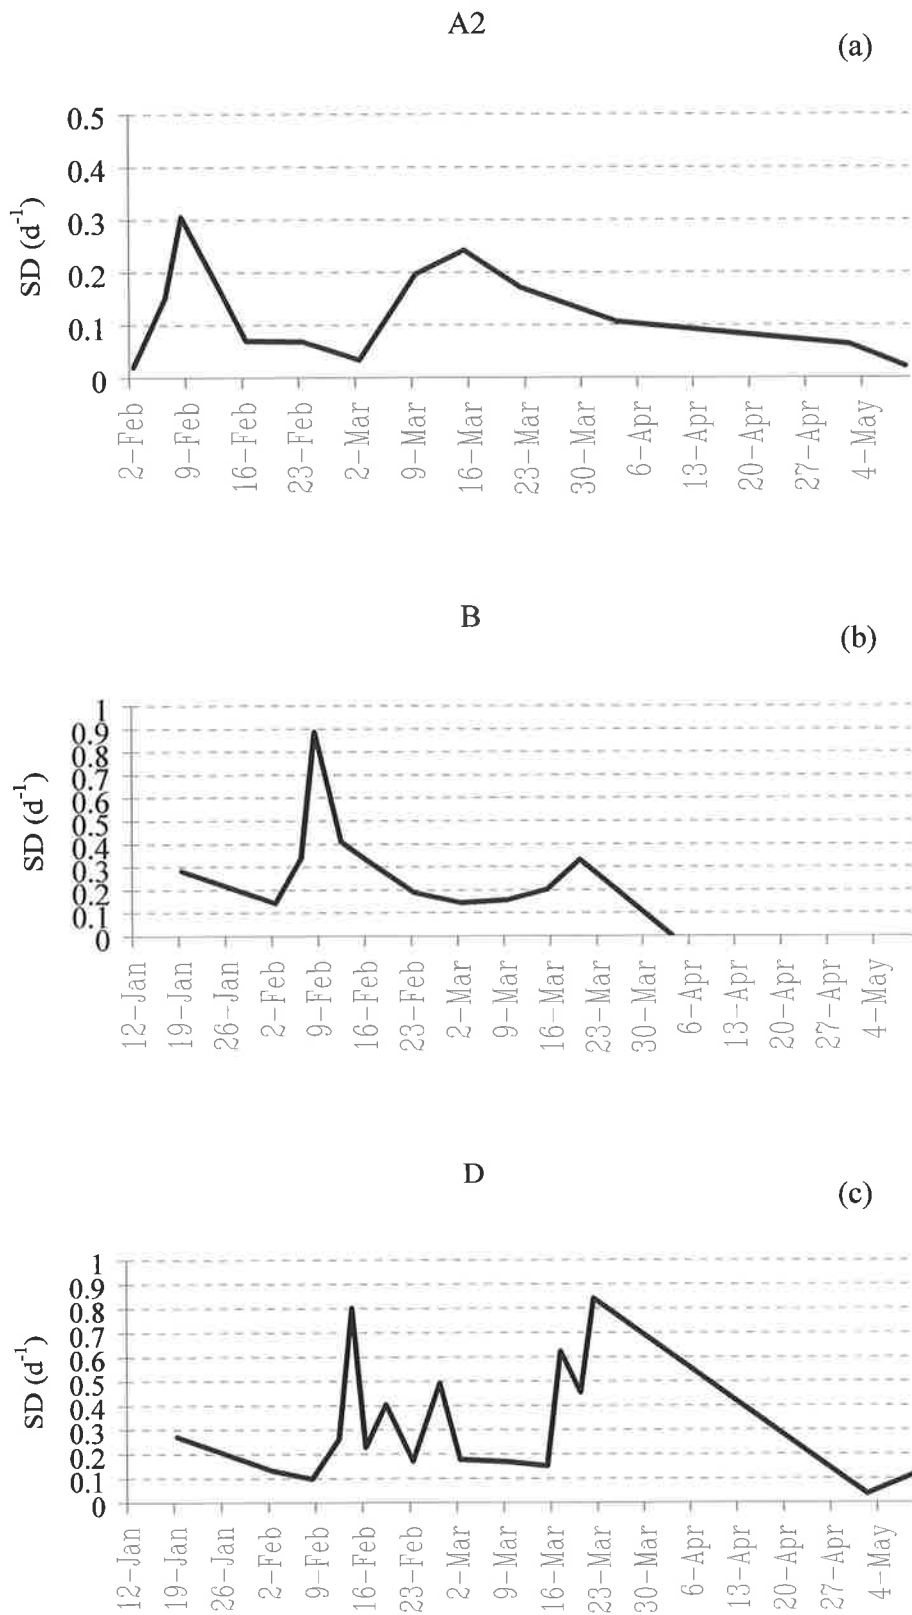 A2
(a)
SD (d-1)
0.5
0.4
0.3
0.2
0.1
0
2-Feb
9-Feb
16-Feb
23-Feb
2-Mar
9-Mar
16-Mar
23-Mar
30-Mar
6-Apr
13-Apr
20-Apr
27-Apr
4-May
B
(b)
SD (d-1)
1
0.9
0.8
0.7
0.6
0.5
0.4
0.3
0.2
0.1
0
12-Jan
19-Jan
26-Jan
2-Feb
9-Feb
16-Feb
23-Feb
2-Mar
9-Mar
16-Mar
23-Mar
30-Mar
6-Apr
13-Apr
20-Apr
27-Apr
4-May
D
(c)
SD (d-1)
1
0.9
0.8
0.7
0.6
0.5
0.4
0.3
0.2
0.1
0
12-Jan
19-Jan
26-Jan
2-Feb
9-Feb
16-Feb
23-Feb
2-Mar
9-Mar
16-Mar
23-Mar
30-Mar
6-Apr
13-Apr
20-Apr
27-Apr
4-May